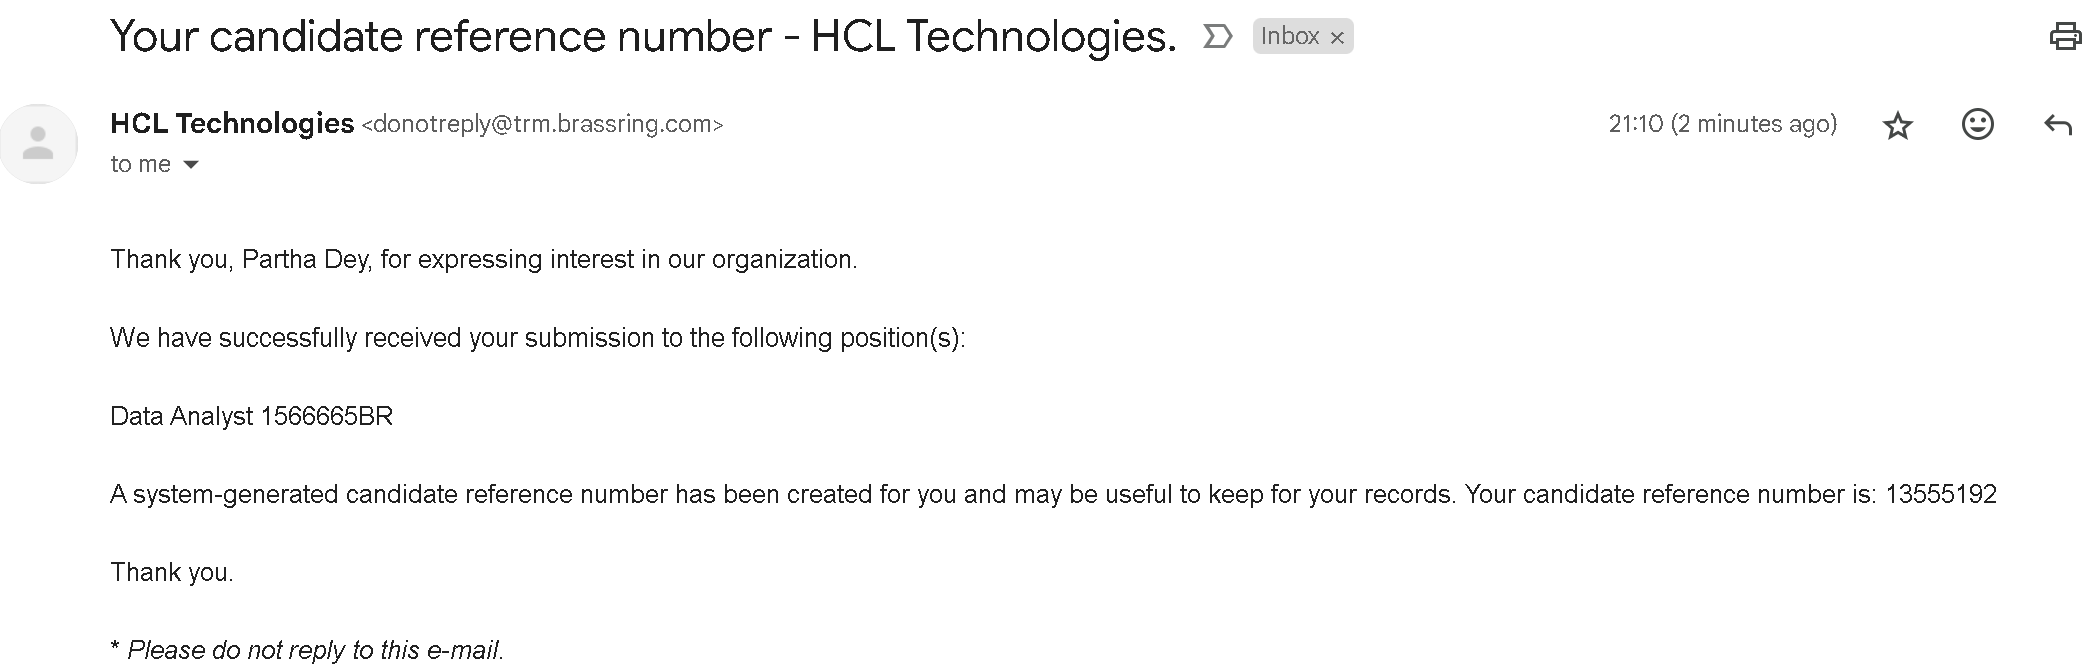 Your candidate reference number - HCL Technologies. Inbox ×
HCL Technologies <donotreply@trm.brassring.com> 21:10 (2 minutes ago)
to me
Thank you, Partha Dey, for expressing interest in our organization.
We have successfully received your submission to the following position(s):
Data Analyst 1566665BR
A system-generated candidate reference number has been created for you and may be useful to keep for your records. Your candidate reference number is: 13555192
Thank you.
* Please do not reply to this e-mail.